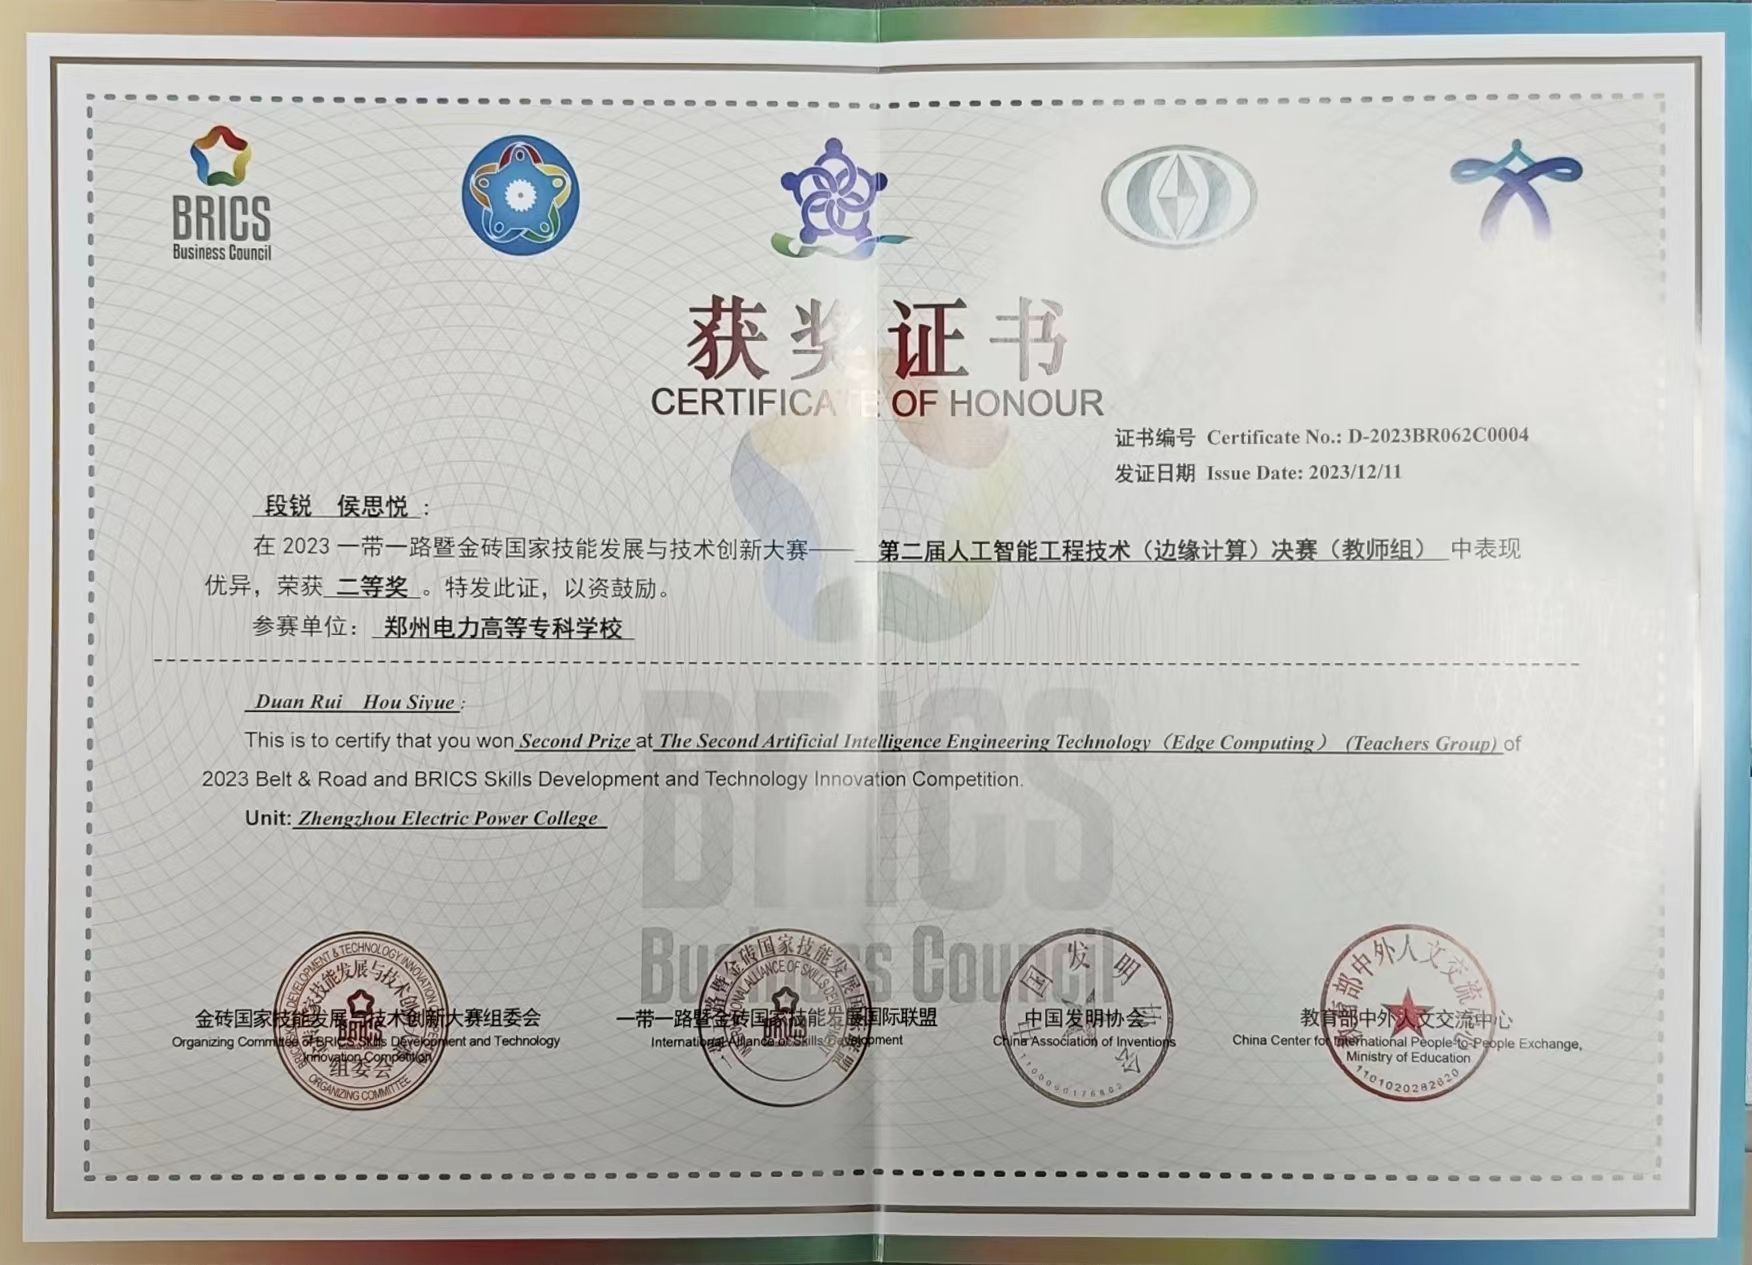 BRICS
Business Council
获奖证书
CERTIFICATE OF HONOUR
证书编号 Certificate No.: D-2023BR062C0004
发证日期 Issue Date: 2023/12/11
段锐 侯思悦：
在 2023 一带一路暨金砖国家技能发展与技术创新大赛—— 第二届人工智能工程技术（边缘计算）决赛（教师组） 中表现
优异，荣获 二等奖 。特发此证，以资鼓励。
参赛单位： 郑州电力高等专科学校
Duan Rui Hou Siyue :
This is to certify that you won Second Prize at The Second Artificial Intelligence Engineering Technology（Edge Computing） (Teachers Group) of
2023 Belt & Road and BRICS Skills Development and Technology Innovation Competition.
Unit: Zhengzhou Electric Power College
BRICS
Business Council
金砖国家技能发展与技术创新大赛组委会
Organizing Committee of BRICS Skills Development and Technology
Innovation Competition
组委会
ORGANIZING COMMITTEE
一带一路暨金砖国家技能发展国际联盟
International Alliance of Skills Development
中国发明协会
China Association of Inventions
教育部中外人文交流中心
China Center for International People-to-People Exchange,
Ministry of Education
1101020282620